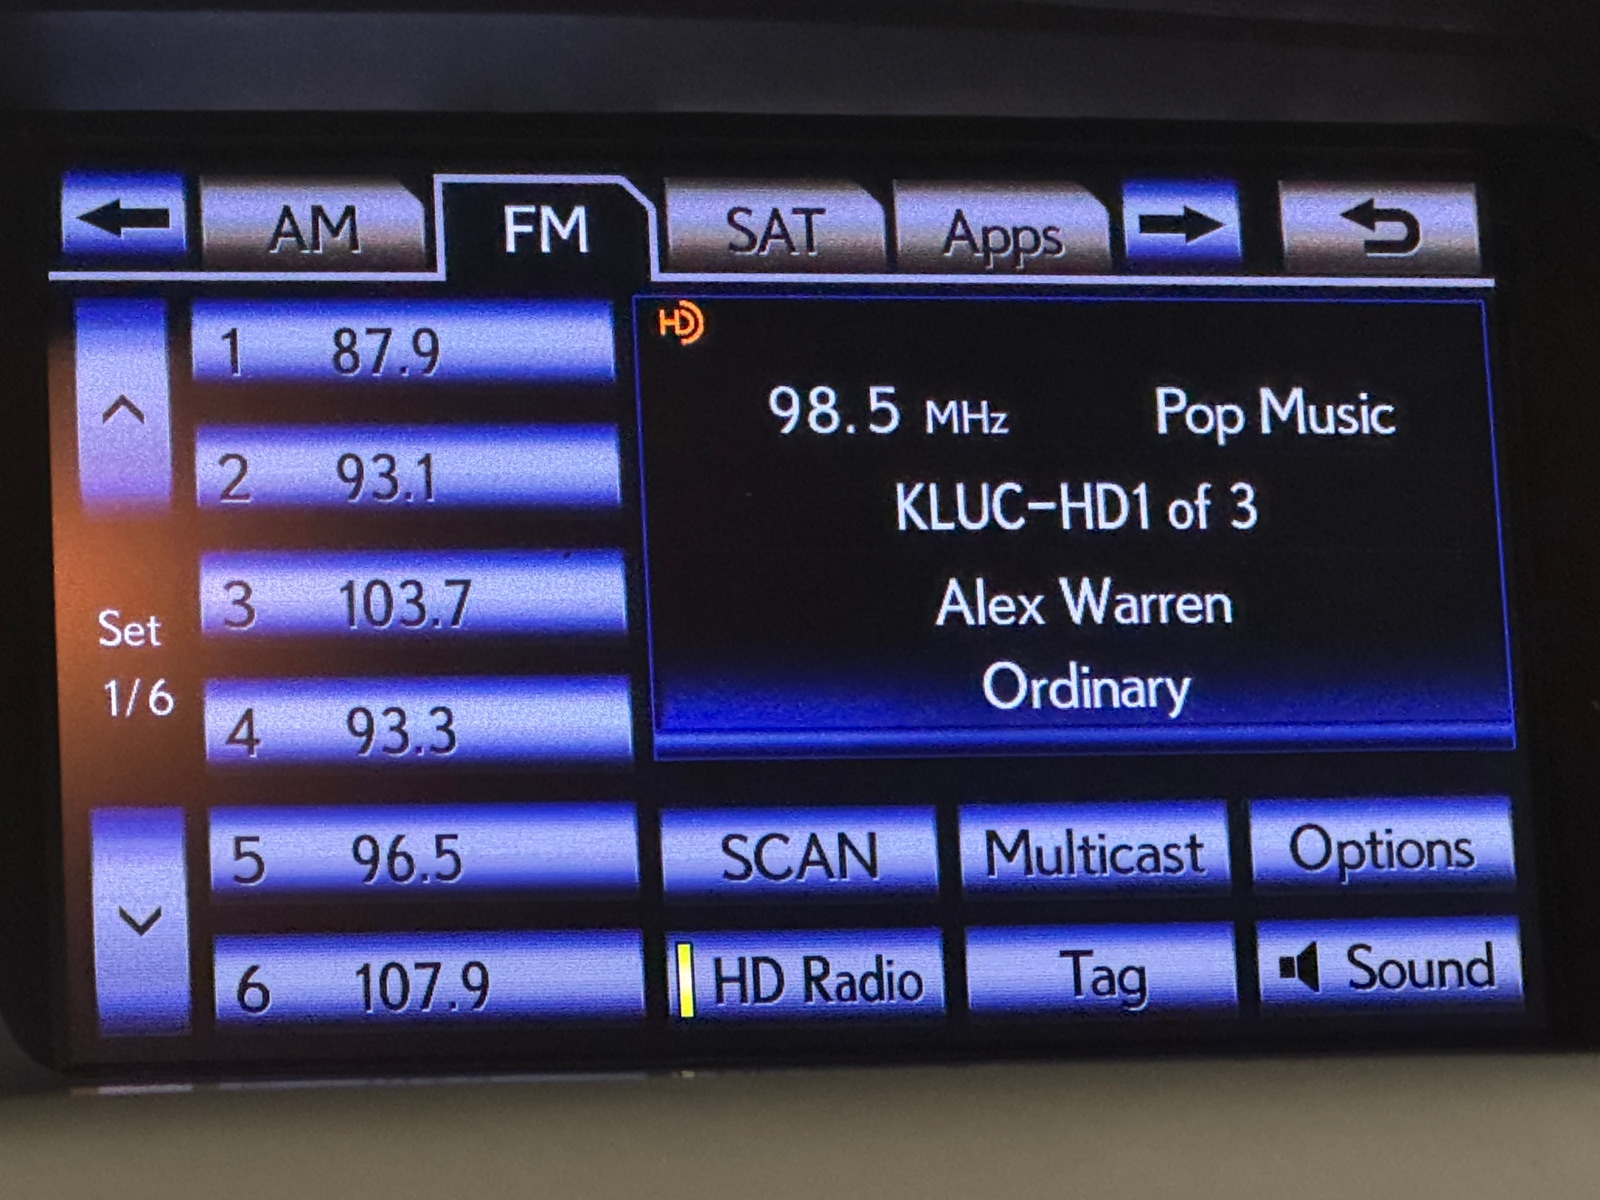 AM FM SAT Apps
HD
1 87.9
2 93.1
3 103.7
4 93.3
5 96.5
6 107.9
Set
1/6
98.5 MHz Pop Music
KLUC-HD1 of 3
Alex Warren
Ordinary
SCAN Multicast Options
HD Radio Tag Sound